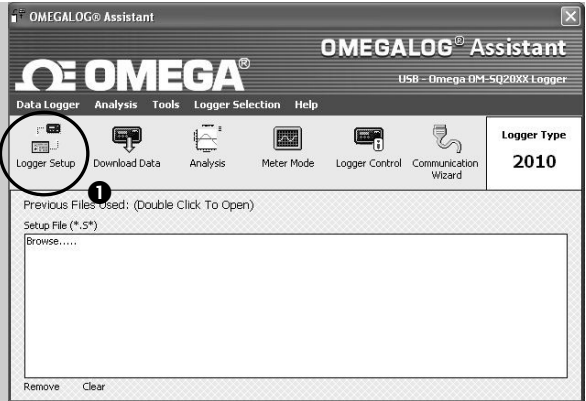 OMEGALOG® Assistant
OMEGALOG® Assistant
ΩE OMEGA®
USB - Omega OM-SQ20XX Logger
Data Logger Analysis Tools Logger Selection Help
Logger Setup
Download Data
Analysis
Meter Mode
Logger Control
Communication
Wizard
Logger Type
2010
1
Previous Files Used: (Double Click To Open)
Setup File (*.S*)
Browse.....
Remove Clear